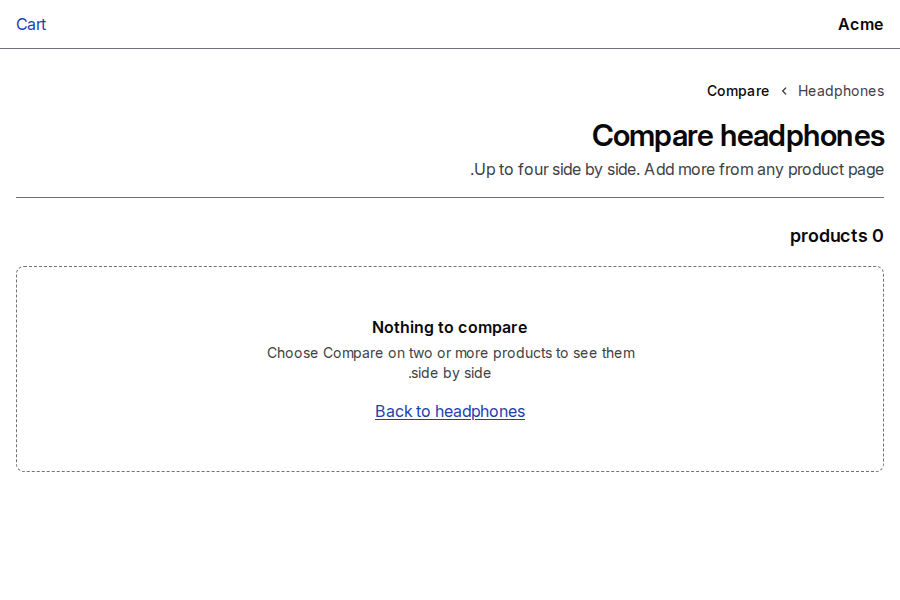 Cart
Acme
Compare ‹ Headphones
Compare headphones
.Up to four side by side. Add more from any product page
products 0
Nothing to compare
Choose Compare on two or more products to see them
.side by side
Back to headphones